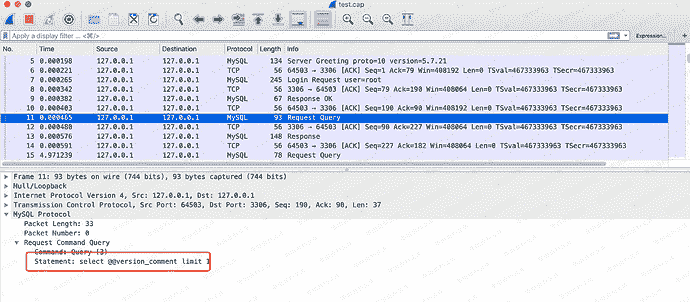 test.cap
Apply a display filter ... <⌘/>
Expression...
No. Time Source Destination Protocol Length Info
5 0.000198 127.0.0.1 127.0.0.1 MySQL 134 Server Greeting proto=10 version=5.7.21
6 0.000221 127.0.0.1 127.0.0.1 TCP 56 64503 → 3306 [ACK] Seq=1 Ack=79 Win=408192 Len=0 TSval=467333963 TSecr=467333963
7 0.000291 127.0.0.1 127.0.0.1 MySQL 245 Login Request user=root
8 0.000342 127.0.0.1 127.0.0.1 TCP 56 3306 → 64503 [ACK] Seq=79 Ack=190 Win=408064 Len=0 TSval=467333963 TSecr=467333963
9 0.000382 127.0.0.1 127.0.0.1 MySQL 67 Response OK
10 0.000403 127.0.0.1 127.0.0.1 TCP 56 64503 → 3306 [ACK] Seq=190 Ack=90 Win=408192 Len=0 TSval=467333963 TSecr=467333963
11 0.000465 127.0.0.1 127.0.0.1 MySQL 93 Request Query
12 0.000480 127.0.0.1 127.0.0.1 TCP 56 3306 → 64503 [ACK] Seq=90 Ack=227 Win=408064 Len=0 TSval=467333963 TSecr=467333963
13 0.000576 127.0.0.1 127.0.0.1 MySQL 148 Response
14 0.000585 127.0.0.1 127.0.0.1 TCP 56 64503 → 3306 [ACK] Seq=227 Ack=182 Win=408064 Len=0 TSval=467333963 TSecr=467333963
15 4.971239 127.0.0.1 127.0.0.1 MySQL 78 Request Query
Frame 11: 93 bytes on wire (744 bits), 93 bytes captured (744 bits)
Null/Loopback
Internet Protocol Version 4, Src: 127.0.0.1, Dst: 127.0.0.1
Transmission Control Protocol, Src Port: 64503, Dst Port: 3306, Seq: 190, Ack: 90, Len: 37
MySQL Protocol
Packet Length: 33
Packet Number: 0
Request Command Query
Command: Query (3)
Statement: select @@version_comment limit 1